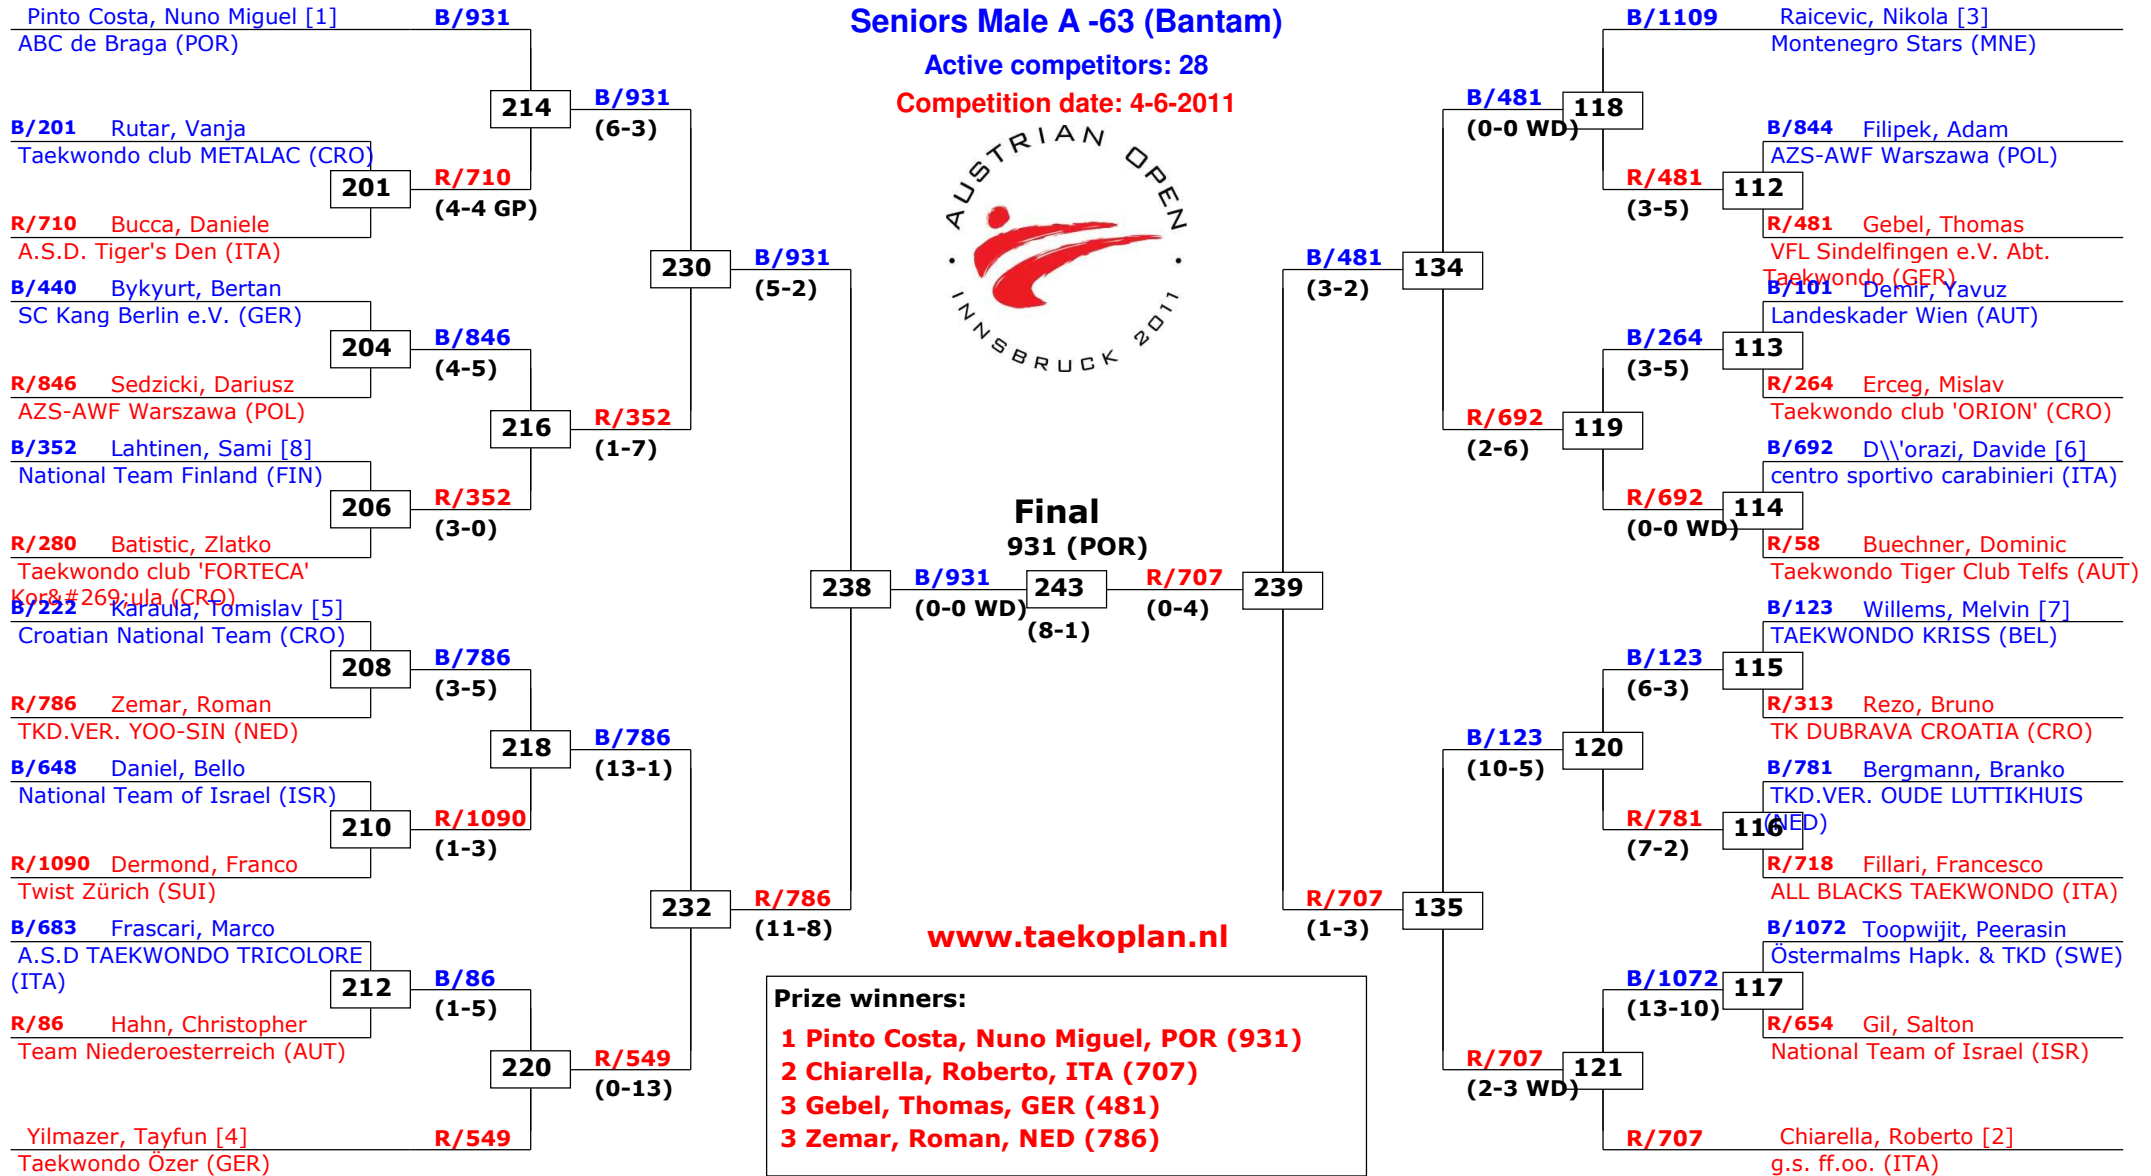 Seniors Male A -63 (Bantam)
Active competitors: 28
Competition date: 4-6-2011
AUSTRIAN OPEN
· INNSBRUCK 2011 ·
Pinto Costa, Nuno Miguel [1] B/931
ABC de Braga (POR)
214
B/931
(6-3)
B/201 Rutar, Vanja
Taekwondo club METALAC (CRO)
201
R/710
(4-4 GP)
R/710 Bucca, Daniele
A.S.D. Tiger's Den (ITA)
230
B/931
(5-2)
B/440 Bykyurt, Bertan
SC Kang Berlin e.V. (GER)
204
B/846
(4-5)
R/846 Sedzicki, Dariusz
AZS-AWF Warszawa (POL)
216
R/352
(1-7)
B/352 Lahtinen, Sami [8]
National Team Finland (FIN)
206
R/352
(3-0)
R/280 Batistic, Zlatko
Taekwondo club 'FORTECA'
Kor&#269;ula (CRO)
238
B/931
(0-0 WD)
B/222 Karaula, Tomislav [5]
Croatian National Team (CRO)
208
B/786
(3-5)
R/786 Zemar, Roman
TKD.VER. YOO-SIN (NED)
218
B/786
(13-1)
B/648 Daniel, Bello
National Team of Israel (ISR)
210
R/1090
(1-3)
R/1090 Dermond, Franco
Twist Zürich (SUI)
232
R/786
(11-8)
B/683 Frascari, Marco
A.S.D TAEKWONDO TRICOLORE
(ITA)
212
B/86
(1-5)
R/86 Hahn, Christopher
Team Niederoesterreich (AUT)
220
R/549
(0-13)
Yilmazer, Tayfun [4] R/549
Taekwondo Özer (GER)
Final
931 (POR)
243
(8-1)
R/707
(0-4)
239
B/1109 Raicevic, Nikola [3]
Montenegro Stars (MNE)
B/481
(0-0 WD)
118
B/844 Filipek, Adam
AZS-AWF Warszawa (POL)
R/481
(3-5)
112
R/481 Gebel, Thomas
VFL Sindelfingen e.V. Abt.
Taekwondo (GER)
B/481
(3-2)
134
B/101 Demir, Yavuz
Landeskader Wien (AUT)
B/264
(3-5)
113
R/264 Erceg, Mislav
Taekwondo club 'ORION' (CRO)
R/692
(2-6)
119
B/692 D\\'orazi, Davide [6]
centro sportivo carabinieri (ITA)
R/692
(0-0 WD)
114
R/58 Buechner, Dominic
Taekwondo Tiger Club Telfs (AUT)
B/123 Willems, Melvin [7]
TAEKWONDO KRISS (BEL)
B/123
(6-3)
115
R/313 Rezo, Bruno
TK DUBRAVA CROATIA (CRO)
B/123
(10-5)
120
B/781 Bergmann, Branko
TKD.VER. OUDE LUTTIKHUIS
(NED)
R/781
(7-2)
116
R/718 Fillari, Francesco
ALL BLACKS TAEKWONDO (ITA)
R/707
(1-3)
135
B/1072 Toopwijit, Peerasin
Östermalms Hapk. & TKD (SWE)
B/1072
(13-10)
117
R/654 Gil, Salton
National Team of Israel (ISR)
R/707
(2-3 WD)
121
R/707 Chiarella, Roberto [2]
g.s. ff.oo. (ITA)
www.taekoplan.nl
Prize winners:
1 Pinto Costa, Nuno Miguel, POR (931)
2 Chiarella, Roberto, ITA (707)
3 Gebel, Thomas, GER (481)
3 Zemar, Roman, NED (786)